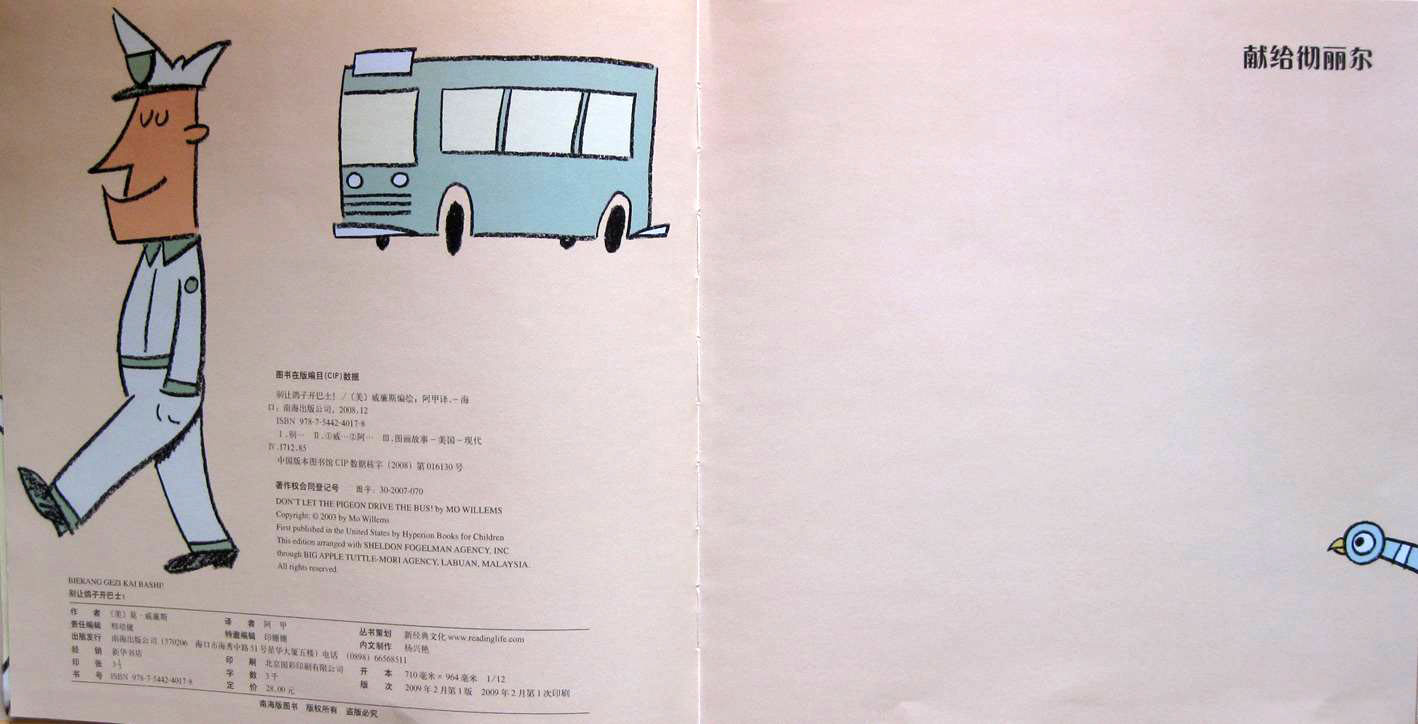 图书在版编目(CIP)数据
别让鸽子开巴士!/(美)威廉斯编绘;阿甲译.-海
口:南海出版公司,2008.12
ISBN 978-7-5442-4017-8
Ⅰ.别… Ⅱ.①威…②阿… Ⅲ.图画故事-美国-现代
Ⅳ.I712.85
中国版本图书馆CIP数据核字(2008)第016130号
著作权合同登记号 图字:30-2007-070
DON'T LET THE PIGEON DRIVE THE BUS! by MO WILLEMS
Copyright: © 2003 by Mo Willems
First published in the United States by Hyperion Books for Children
This edition arranged with SHELDON FOGELMAN AGENCY, INC
through BIG APPLE TUTTLE-MORI AGENCY, LABUAN, MALAYSIA.
All rights reserved.
BIERANG GEZI KAI BASHI!
别让鸽子开巴士!
作 者 (美)莫·威廉斯 译 者 阿 甲 丛书策划 新经典文化 www.readinglife.com
责任编辑 特邀编辑 印姗姗 内文制作 杨兴艳
出版发行 南海出版公司 (570206 海口市海秀中路51号星华大厦五楼) 电话 (0898) 66568511
经 销 新华书店 印 刷 北京国彩印刷有限公司 开 本 710毫米×964毫米 1/12
印 张 字 数 3千 版 次 2009年2月第1版 2009年2月第1次印刷
书 号 ISBN 978-7-5442-4017-8 定 价 28.00元
南海版图书 版权所有 盗版必究
献给彻丽尔